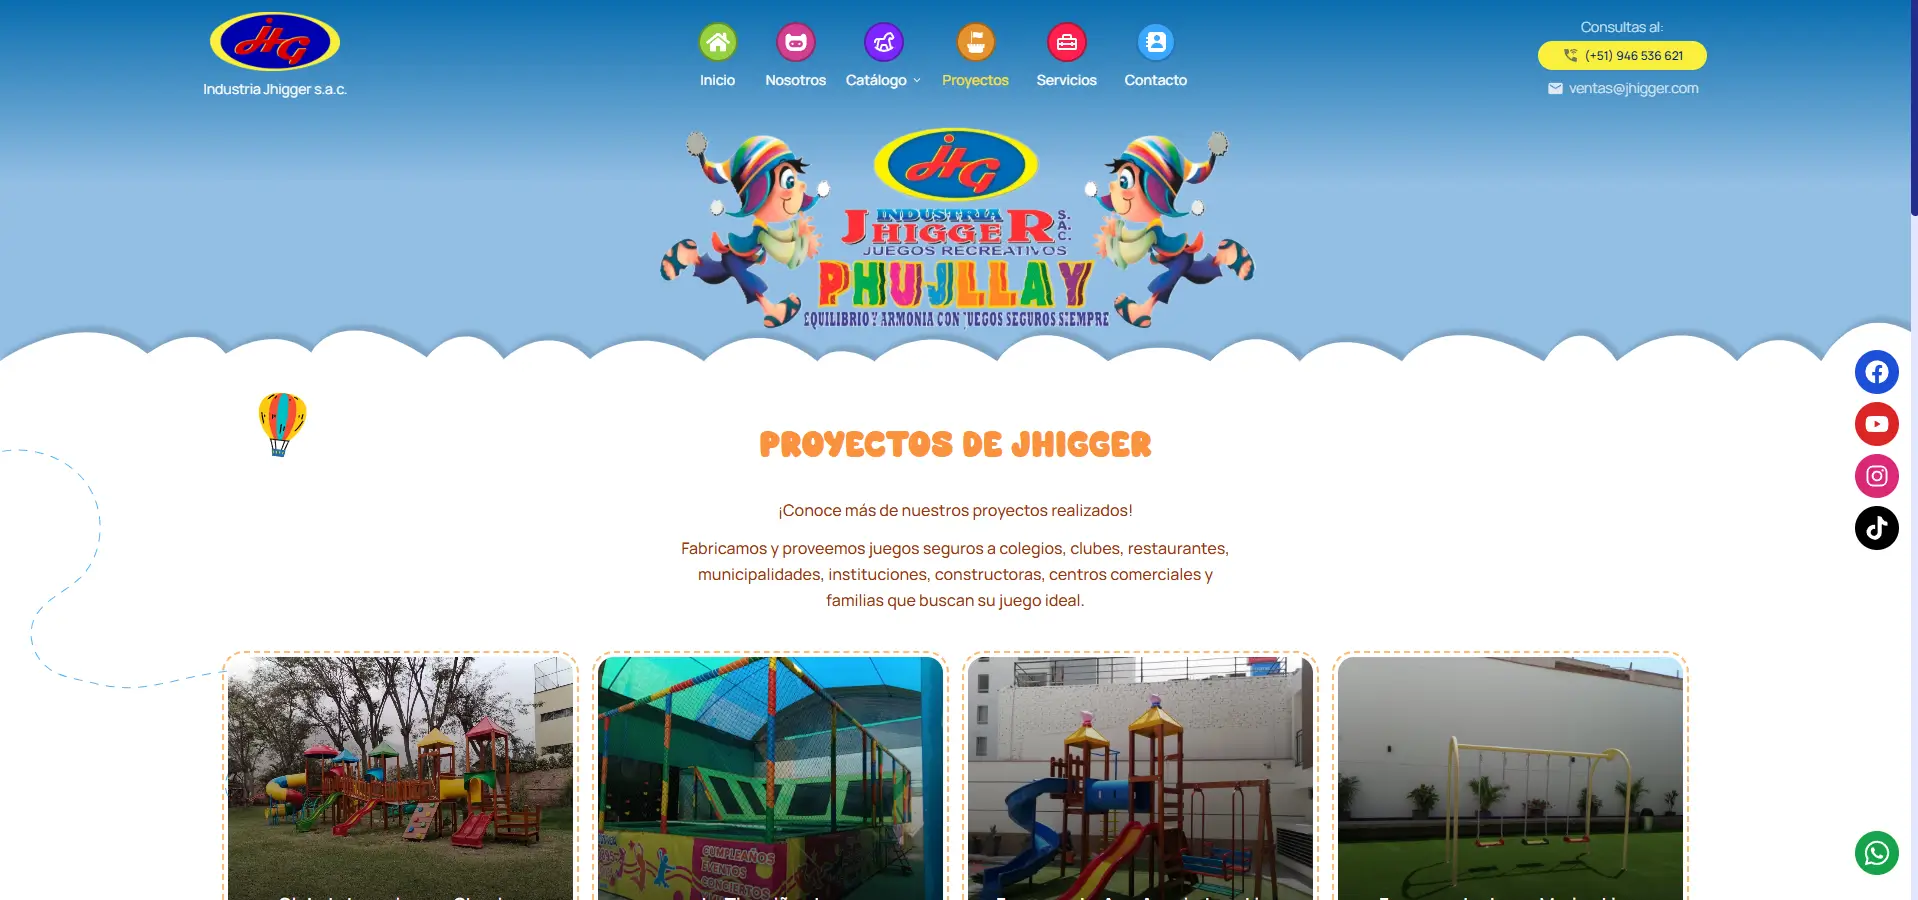 JHG
Industria Jhigger s.a.c.
Inicio
Nosotros
Catálogo
Proyectos
Servicios
Contacto
Consultas al:
(+51) 946 536 621
ventas@jhigger.com
JHG
INDUSTRIA
JHIGGER S.A.C.
JUEGOS RECREATIVOS
PHUJLLAY
EQUILIBRIO Y ARMONIA CON JUEGOS SEGUROS SIEMPRE
PROYECTOS DE JHIGGER
¡Conoce más de nuestros proyectos realizados!
Fabricamos y proveemos juegos seguros a colegios, clubes, restaurantes,
municipalidades, instituciones, constructoras, centros comerciales y
familias que buscan su juego ideal.
CUMPLEAÑOS
EVENTOS
CONCIERTOS